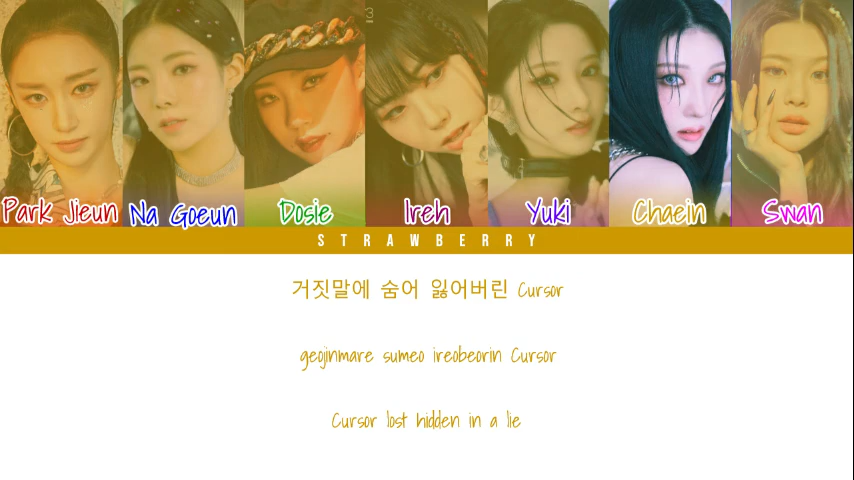 Park Jieun Na Goeun Dosie Ireh Yuki Chaein Swan
STRAWBERRY
거짓말에 숨어 잃어버린 Cursor
geojinmare sumeo ireobeorin Cursor
Cursor lost hidden in a lie